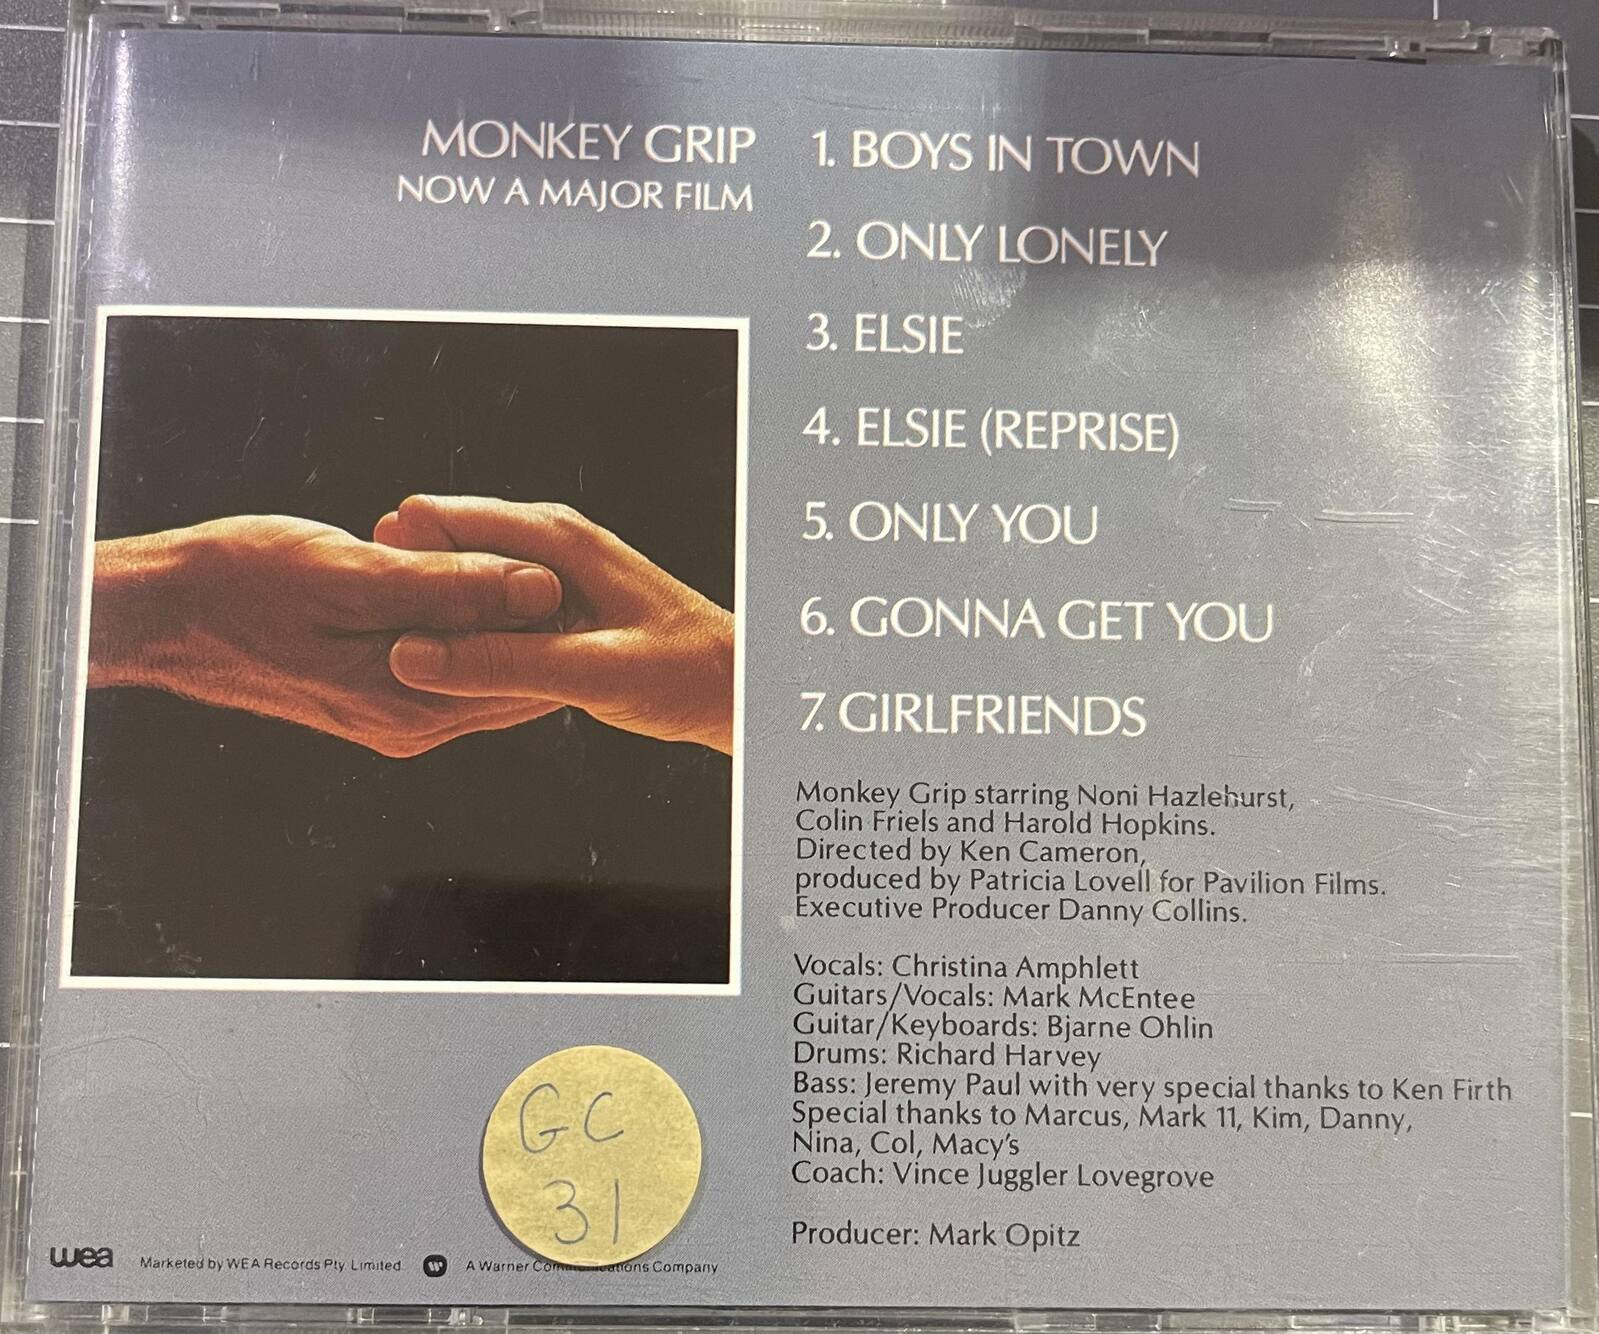 MONKEY GRIP
NOW A MAJOR FILM
1. BOYS IN TOWN
2. ONLY LONELY
3. ELSIE
4. ELSIE (REPRISE)
5. ONLY YOU
6. GONNA GET YOU
7. GIRLFRIENDS
Monkey Grip starring Noni Hazlehurst,
Colin Friels and Harold Hopkins.
Directed by Ken Cameron,
produced by Patricia Lovell for Pavilion Films.
Executive Producer Danny Collins.
Vocals: Christina Amphlett
Guitars/Vocals: Mark McEntee
Guitar/Keyboards: Bjarne Ohlin
Drums: Richard Harvey
Bass: Jeremy Paul with very special thanks to Ken Firth
Special thanks to Marcus, Mark 11, Kim, Danny,
Nina, Col, Macy's
Coach: Vince Juggler Lovegrove
Producer: Mark Opitz
GC
31
wea Marketed by WEA Records Pty. Limited. A Warner Communications Company